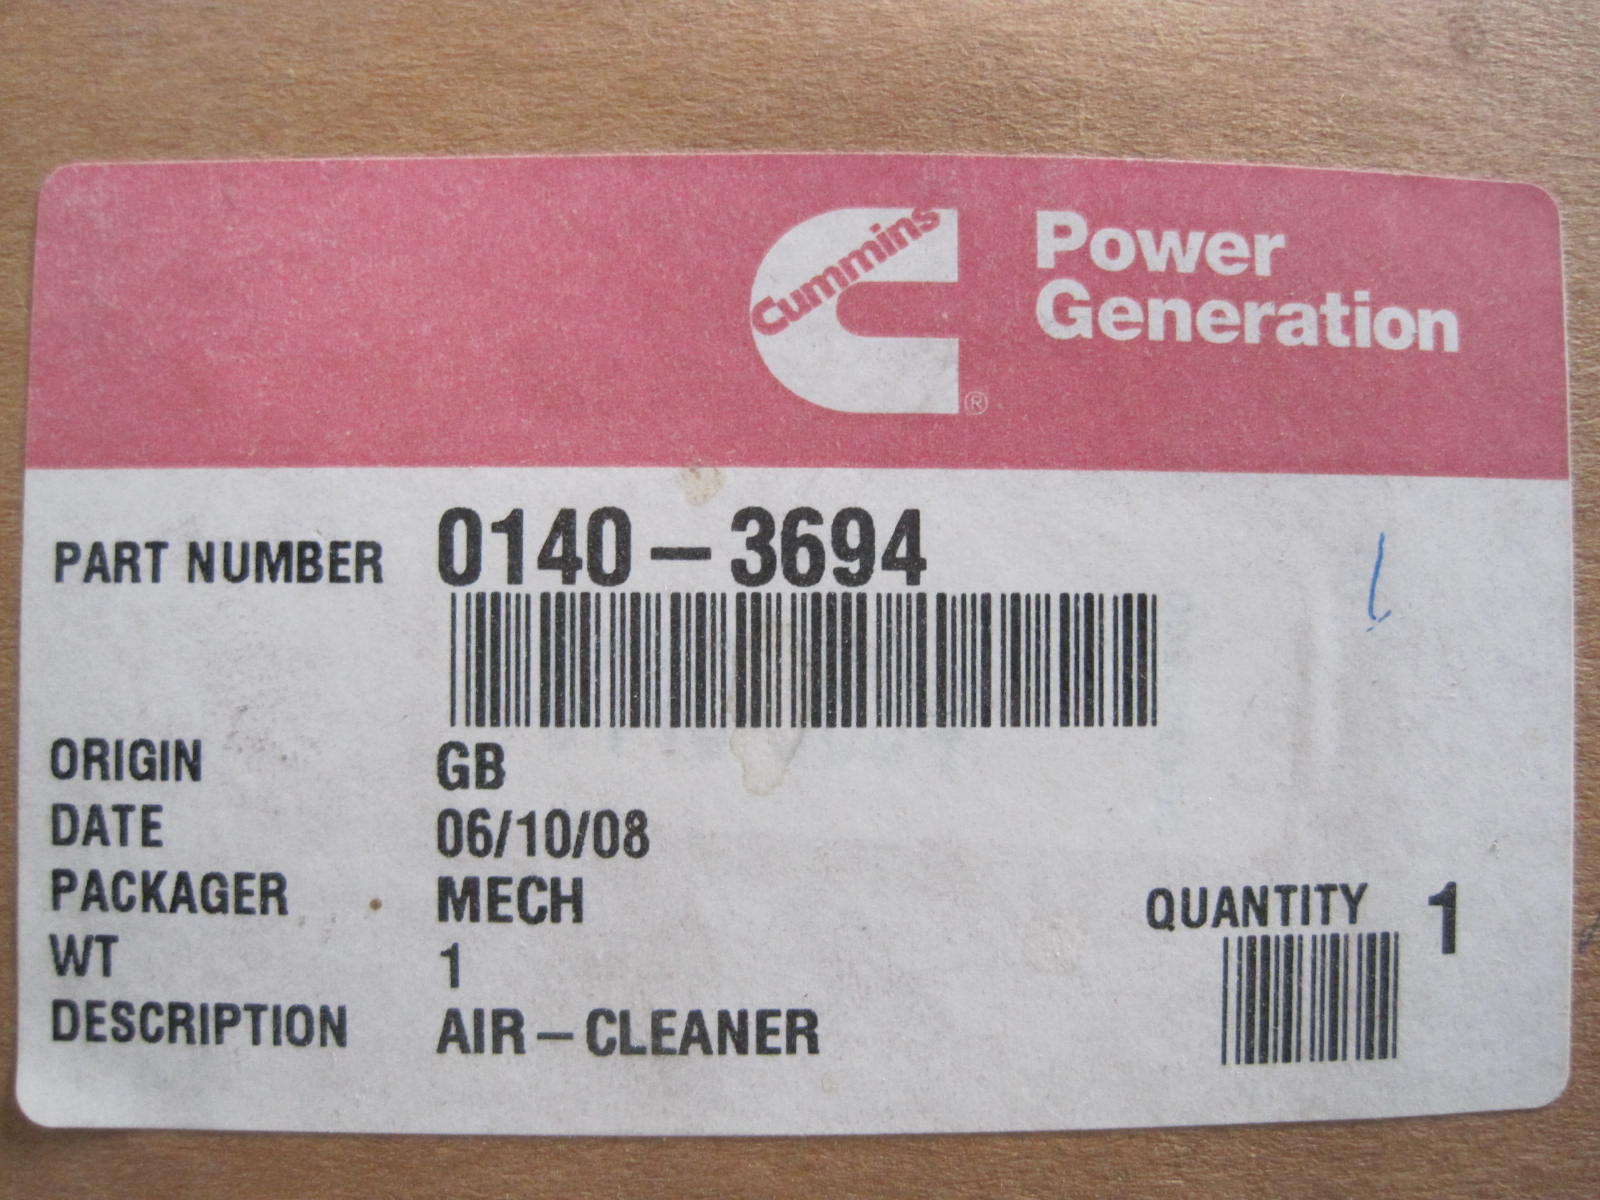 Cummins
®
Power
Generation
PART NUMBER 0140-3694
ORIGIN GB
DATE 06/10/08
PACKAGER MECH
QUANTITY 1
WT 1
DESCRIPTION AIR-CLEANER